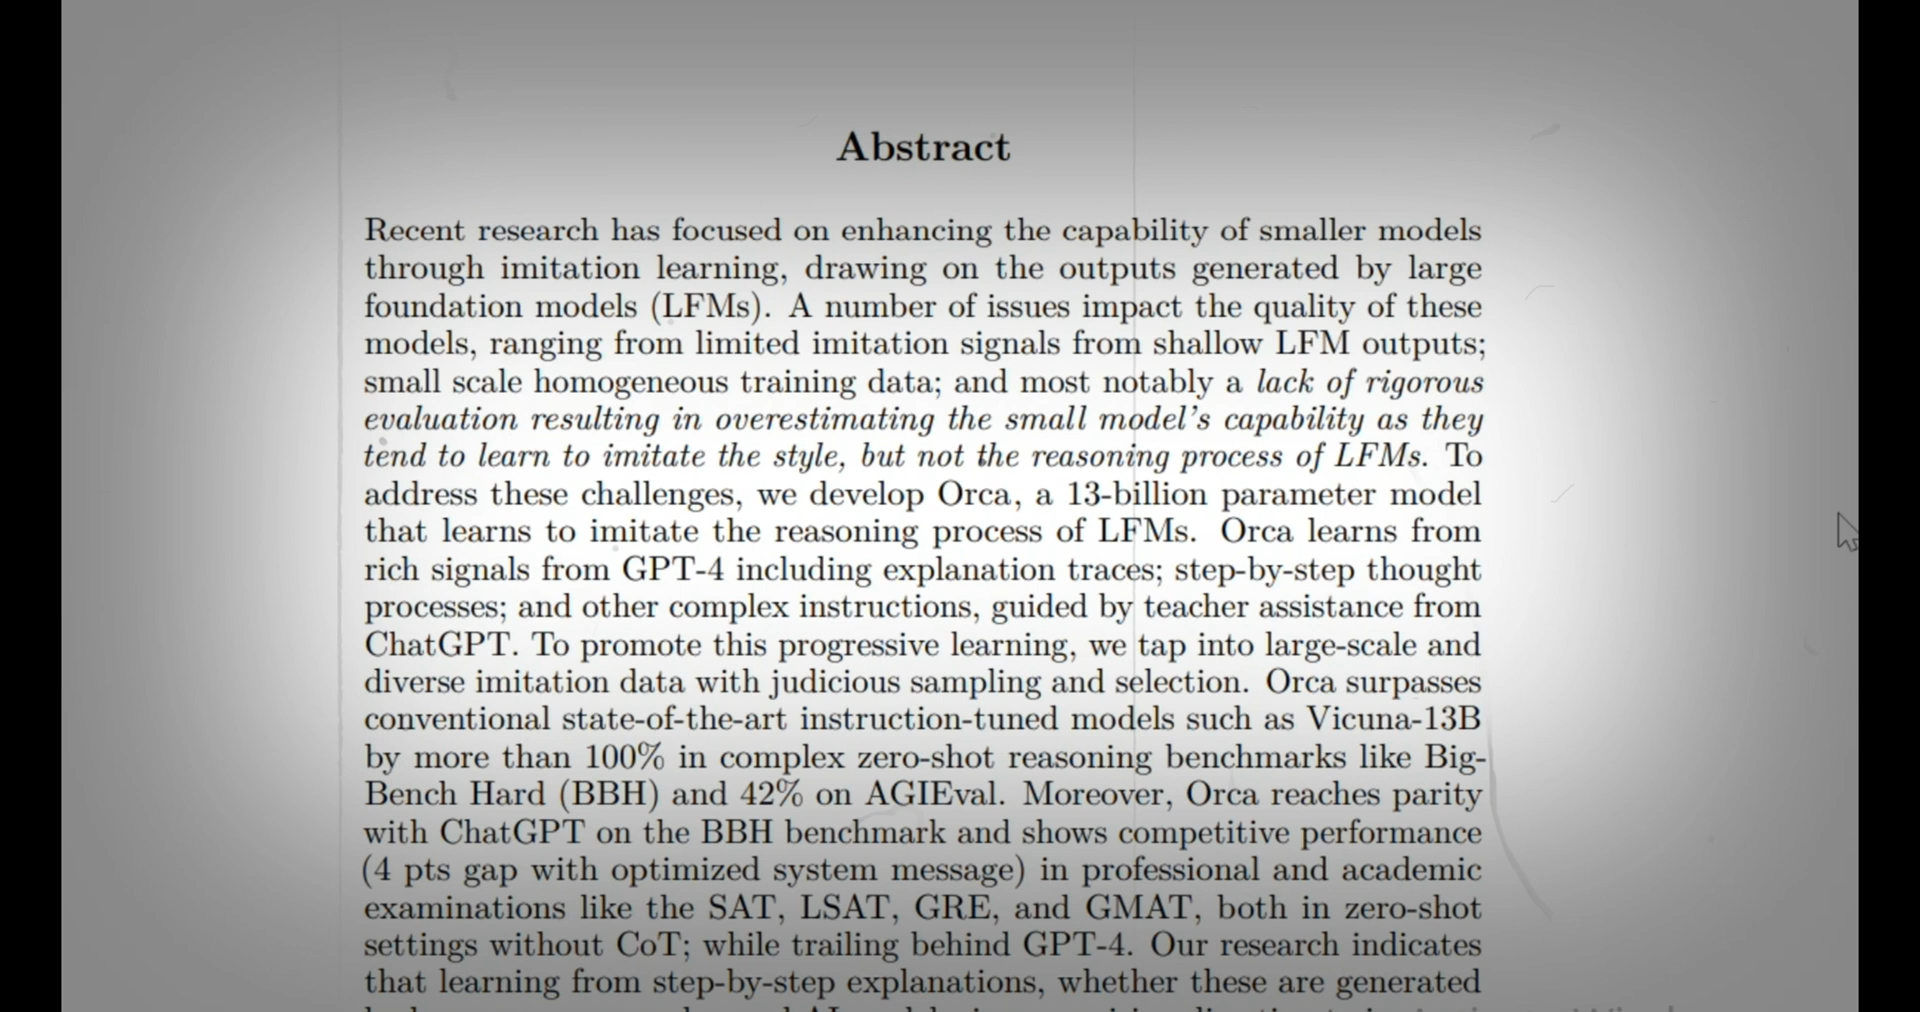 Abstract
Recent research has focused on enhancing the capability of smaller models
through imitation learning, drawing on the outputs generated by large
foundation models (LFMs). A number of issues impact the quality of these
models, ranging from limited imitation signals from shallow LFM outputs;
small scale homogeneous training data; and most notably a lack of rigorous
evaluation resulting in overestimating the small model's capability as they
tend to learn to imitate the style, but not the reasoning process of LFMs. To
address these challenges, we develop Orca, a 13-billion parameter model
that learns to imitate the reasoning process of LFMs. Orca learns from
rich signals from GPT-4 including explanation traces; step-by-step thought
processes; and other complex instructions, guided by teacher assistance from
ChatGPT. To promote this progressive learning, we tap into large-scale and
diverse imitation data with judicious sampling and selection. Orca surpasses
conventional state-of-the-art instruction-tuned models such as Vicuna-13B
by more than 100% in complex zero-shot reasoning benchmarks like Big-
Bench Hard (BBH) and 42% on AGIEval. Moreover, Orca reaches parity
with ChatGPT on the BBH benchmark and shows competitive performance
(4 pts gap with optimized system message) in professional and academic
examinations like the SAT, LSAT, GRE, and GMAT, both in zero-shot
settings without CoT; while trailing behind GPT-4. Our research indicates
that learning from step-by-step explanations, whether these are generated